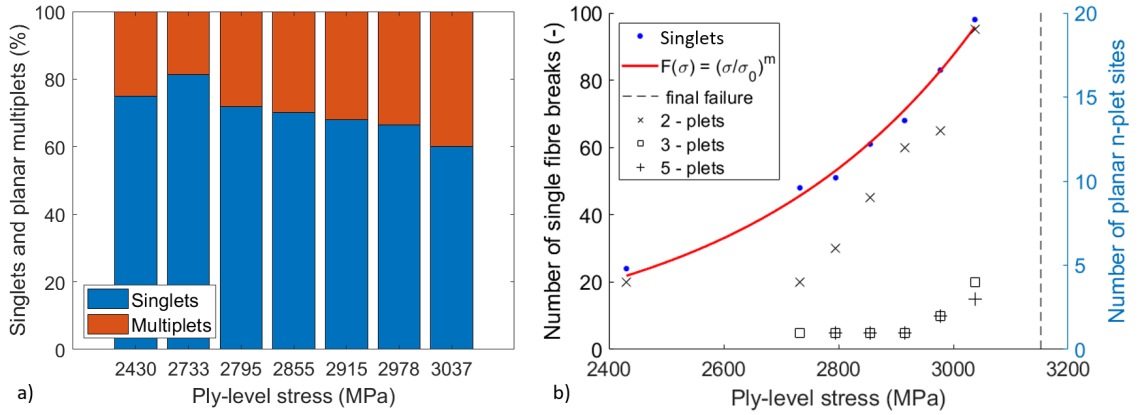 Singlets and planar multiplets (%)
100
80
60
40
20
0
Singlets
Multiplets
2430 2733 2795 2855 2915 2978 3037
Ply-level stress (MPa)
a)
Number of single fibre breaks (-)
100
80
60
40
20
0
Singlets
F(σ) = (σ/σ₀)ᵐ
final failure
2 - plets
3 - plets
5 - plets
2400 2600 2800 3000 3200
Ply-level stress (MPa)
20
15
10
5
0
Number of planar n-plet sites
b)